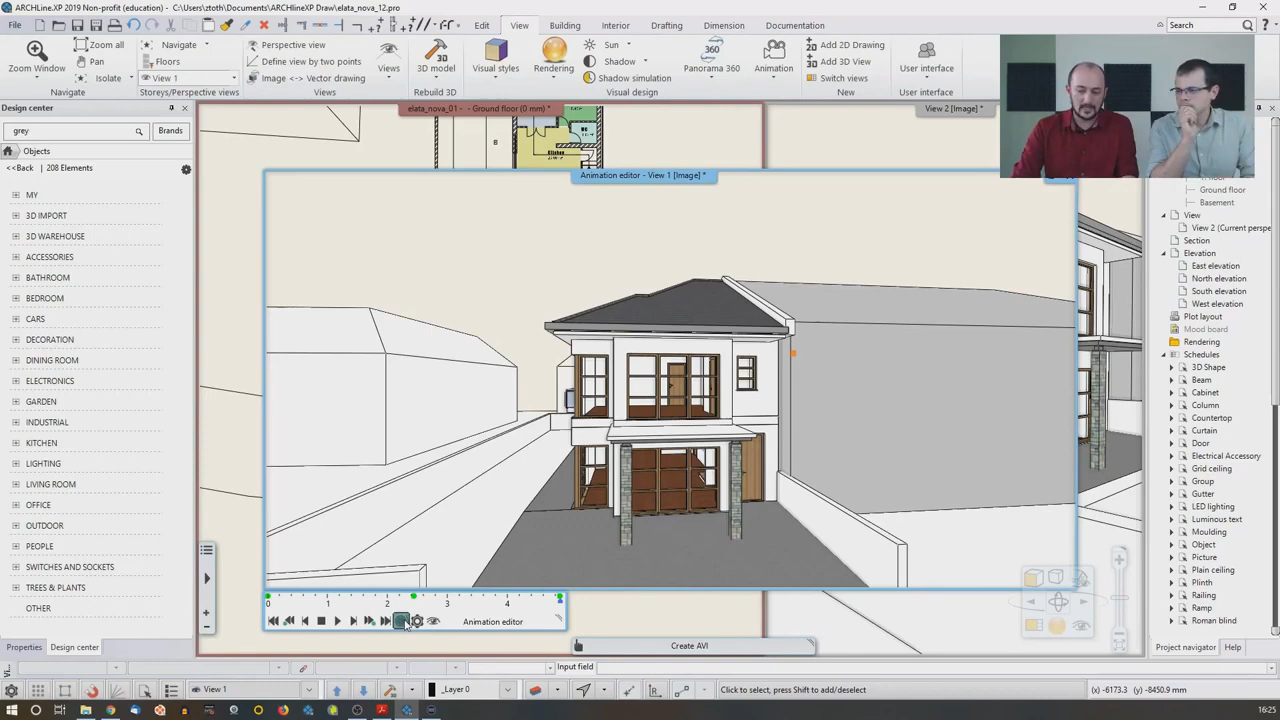 ARCHLine.XP 2019 Non-profit (education) - C:\Users\ztoth\Documents\ARCHlineXP Draw\elata_nova_12.pro
File
Edit
View
Building
Interior
Drafting
Dimension
Documentation
Search
Zoom Window
Zoom all
Pan
Isolate
Navigate
Navigate
Floors
View 1
Storeys/Perspective views
Perspective view
Define view by two points
Image <-> Vector drawing
Views
3D model
Rebuild 3D
Visual styles
Rendering
Sun
Shadow
Shadow simulation
Panorama 360
Animation
Visual design
Add 2D Drawing
Add 3D View
Switch views
New
User interface
User interface
Design center
grey
Brands
Objects
<<Back
208 Elements
MY
3D IMPORT
3D WAREHOUSE
ACCESSORIES
BATHROOM
BEDROOM
CARS
DECORATION
DINING ROOM
ELECTRONICS
GARDEN
INDUSTRIAL
KITCHEN
LIGHTING
LIVING ROOM
OFFICE
OUTDOOR
PEOPLE
SWITCHES AND SOCKETS
TREES & PLANTS
OTHER
Properties
Design center
elata_nova_01 - - Ground floor (0 mm) *
View 2 [Image] *
Kitchen
WC
Animation editor - View 1 [Image] *
0 1 2 3 4
Animation editor
Create AVI
Ground floor
Basement
View
View 2 (Current perspe
Section
Elevation
East elevation
North elevation
South elevation
West elevation
Plot layout
Mood board
Rendering
Schedules
3D Shape
Beam
Cabinet
Column
Countertop
Curtain
Door
Electrical Accessory
Grid ceiling
Group
Gutter
LED lighting
Luminous text
Moulding
Object
Picture
Plain ceiling
Plinth
Railing
Ramp
Roman blind
Project navigator
Help
Vi...
Input field
View 1
_Layer 0
Click to select, press Shift to add/deselect
(x) -6173.3 (y) -8450.9 mm
16:25